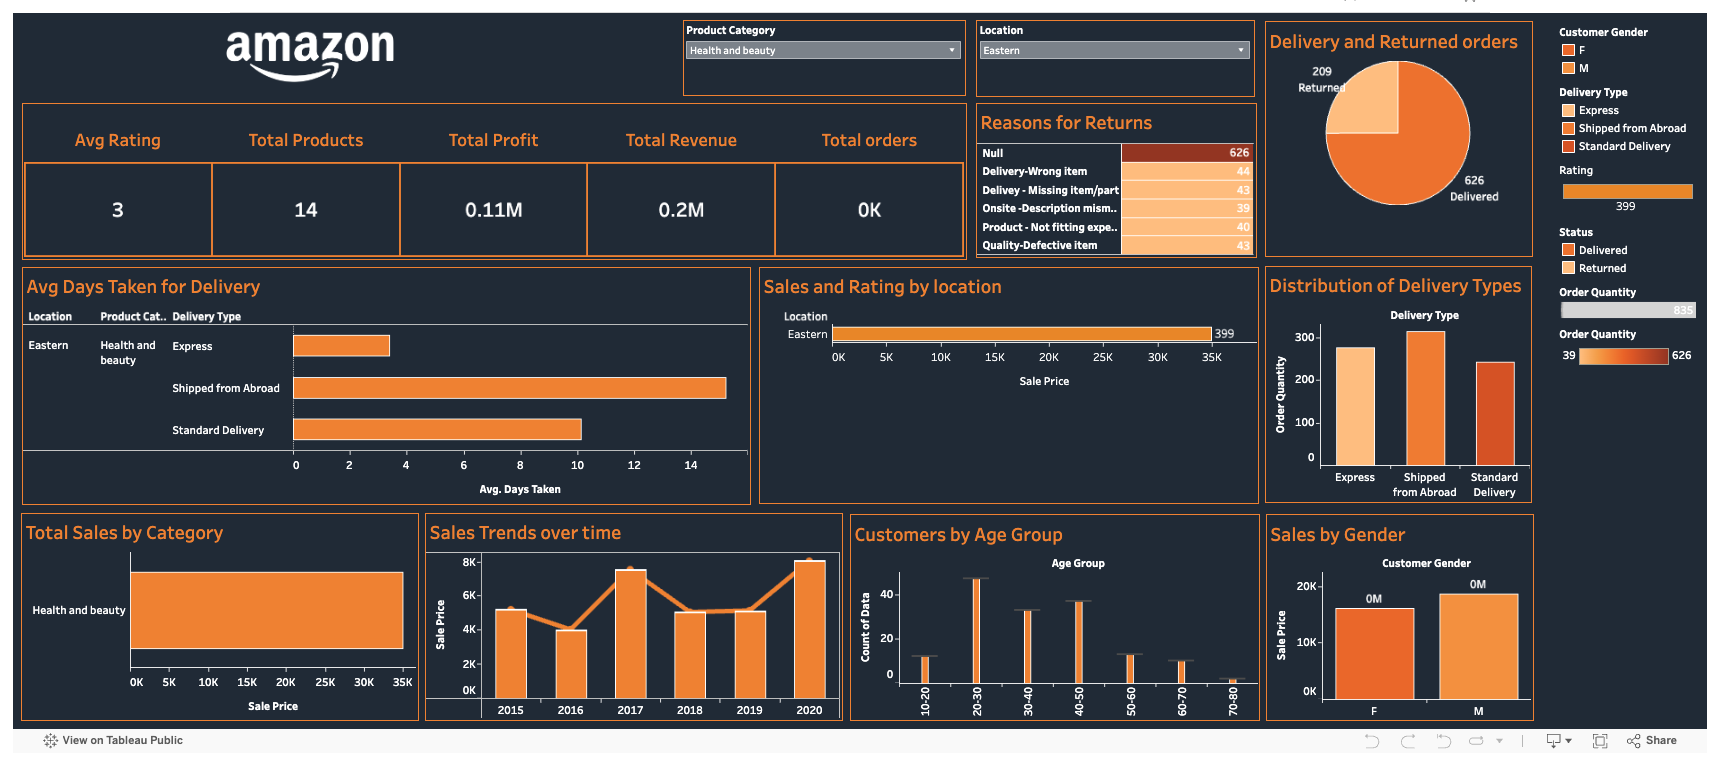 amazon
Product Category
Health and beauty
Location
Eastern
Delivery and Returned orders
209
Returned
626
Delivered
Customer Gender
F
M
Delivery Type
Express
Shipped from Abroad
Standard Delivery
Rating
399
Status
Delivered
Returned
Order Quantity
835
Order Quantity
39 626
Avg Rating Total Products Total Profit Total Revenue Total orders
3 14 0.11M 0.2M 0K
Reasons for Returns
Null 626
Delivery-Wrong item 44
Delivey - Missing item/part 43
Onsite -Description mism.. 39
Product - Not fitting expe.. 40
Quality-Defective item 43
Avg Days Taken for Delivery
Location Product Cat.. Delivery Type
Eastern Health and beauty Express
Shipped from Abroad
Standard Delivery
0 2 4 6 8 10 12 14
Avg. Days Taken
Sales and Rating by location
Location
Eastern 399
0K 5K 10K 15K 20K 25K 30K 35K
Sale Price
Distribution of Delivery Types
Delivery Type
Order Quantity
300
200
100
0
Express Shipped from Abroad Standard Delivery
Total Sales by Category
Health and beauty
0K 5K 10K 15K 20K 25K 30K 35K
Sale Price
Sales Trends over time
Sale Price
8K
6K
4K
2K
0K
2015 2016 2017 2018 2019 2020
Customers by Age Group
Age Group
Count of Data
40
20
0
10-20 20-30 30-40 40-50 50-60 60-70 70-80
Sales by Gender
Customer Gender
Sale Price
20K
10K
0K
0M 0M
F M
View on Tableau Public
Share